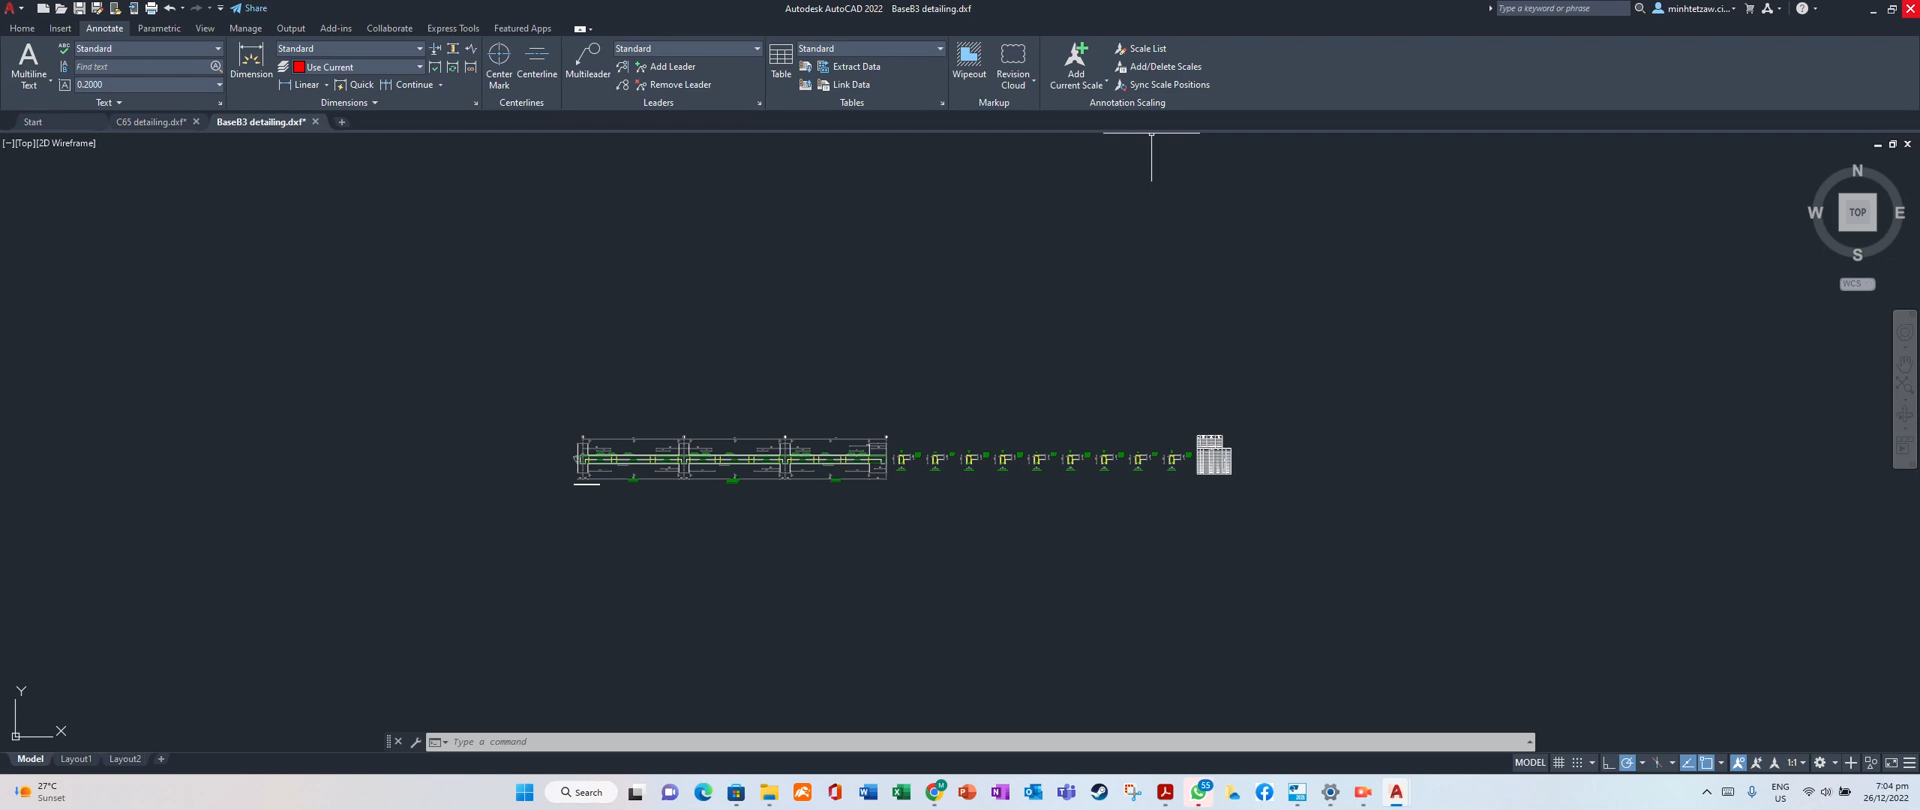 Share
Autodesk AutoCAD 2022 BaseB3 detailing.dxf
Type a keyword or phrase
minhtetzaw.ci...
Home Insert Annotate Parametric View Manage Output Add-ins Collaborate Express Tools Featured Apps
Multiline Text
Standard
Find text
0.2000
Text
Dimension
Standard
Use Current
Linear Quick Continue
Dimensions
Center Mark
Centerline
Centerlines
Multileader
Standard
Add Leader
Remove Leader
Leaders
Table
Standard
Extract Data
Link Data
Tables
Wipeout
Revision Cloud
Markup
Add Current Scale
Scale List
Add/Delete Scales
Sync Scale Positions
Annotation Scaling
Start C65 detailing.dxf* BaseB3 detailing.dxf*
[−][Top][2D Wireframe]
N
W TOP E
S
WCS
Y
X
Type a command
Model Layout1 Layout2
MODEL
1:1
27°C
Sunset
Search
55
ENG
US
7:04 pm
26/12/2022